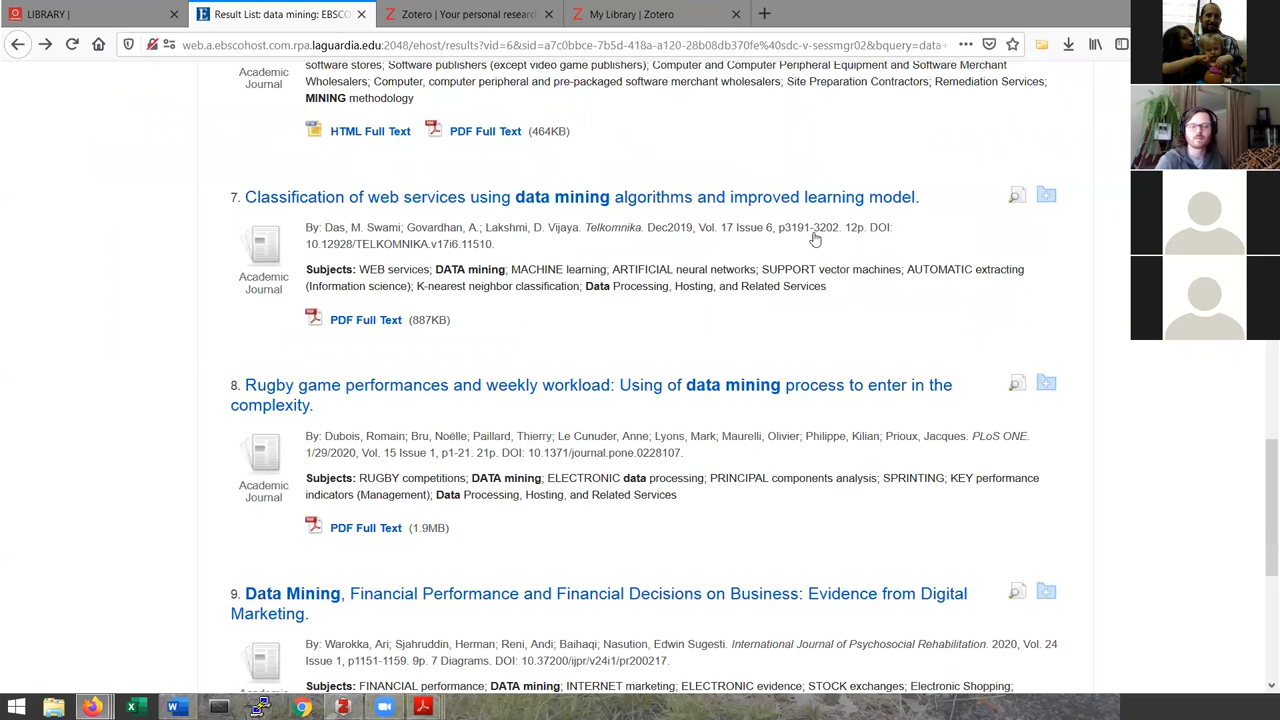 LIBRARY |
Result List: data mining: EBSCO
Zotero | Your personal researc
My Library | Zotero
web.a.ebscohost.com.rpa.laguardia.edu:2048/ehost/results?vid=6&sid=a7c0bbce-7b5d-418a-a120-28b08db370fe%40sdc-v-sessmgr02&bquery=data
software stores; Software publishers (except video game publishers); Computer and Computer Peripheral Equipment and Software Merchant
Wholesalers; Computer, computer peripheral and pre-packaged software merchant wholesalers; Site Preparation Contractors; Remediation Services;
MINING methodology
Academic
Journal
HTML Full Text PDF Full Text (464KB)
7. Classification of web services using data mining algorithms and improved learning model.
By: Das, M. Swami; Govardhan, A.; Lakshmi, D. Vijaya. Telkomnika. Dec2019, Vol. 17 Issue 6, p3191-3202. 12p. DOI:
10.12928/TELKOMNIKA.v17i6.11510.
Academic
Journal
Subjects: WEB services; DATA mining; MACHINE learning; ARTIFICIAL neural networks; SUPPORT vector machines; AUTOMATIC extracting
(Information science); K-nearest neighbor classification; Data Processing, Hosting, and Related Services
PDF Full Text (887KB)
8. Rugby game performances and weekly workload: Using of data mining process to enter in the
complexity.
By: Dubois, Romain; Bru, Noëlle; Paillard, Thierry; Le Cunuder, Anne; Lyons, Mark; Maurelli, Olivier; Philippe, Kilian; Prioux, Jacques. PLoS ONE.
1/29/2020, Vol. 15 Issue 1, p1-21. 21p. DOI: 10.1371/journal.pone.0228107.
Academic
Journal
Subjects: RUGBY competitions; DATA mining; ELECTRONIC data processing; PRINCIPAL components analysis; SPRINTING; KEY performance
indicators (Management); Data Processing, Hosting, and Related Services
PDF Full Text (1.9MB)
9. Data Mining, Financial Performance and Financial Decisions on Business: Evidence from Digital
Marketing.
By: Warokka, Ari; Sjahruddin, Herman; Reni, Andi; Baihaqi; Nasution, Edwin Sugesti. International Journal of Psychosocial Rehabilitation. 2020, Vol. 24
Issue 1, p1151-1159. 9p. 7 Diagrams. DOI: 10.37200/ijpr/v24i1/pr200217.
Subjects: FINANCIAL performance; DATA mining; INTERNET marketing; ELECTRONIC evidence; STOCK exchanges; Electronic Shopping;